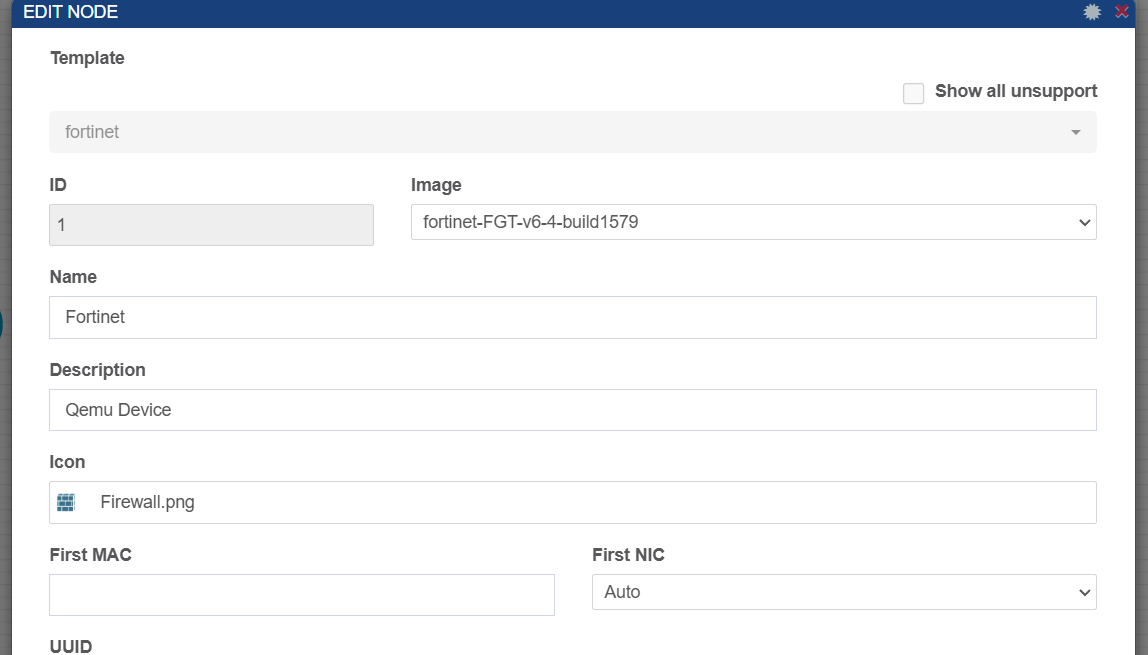 EDIT NODE
Template
Show all unsupport
fortinet
ID
Image
1
fortinet-FGT-v6-4-build1579
Name
Fortinet
Description
Qemu Device
Icon
Firewall.png
First MAC
First NIC
Auto
UUID